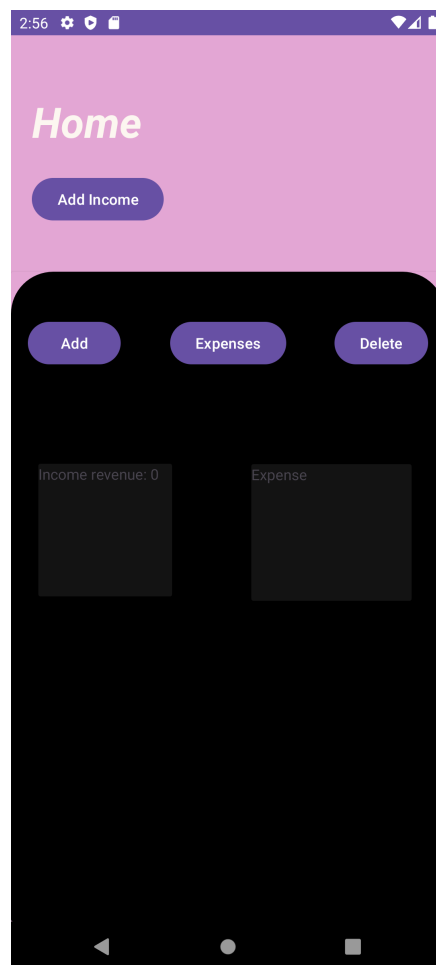 2:56
Home
Add Income
Add Expenses Delete
Income revenue: 0 Expense